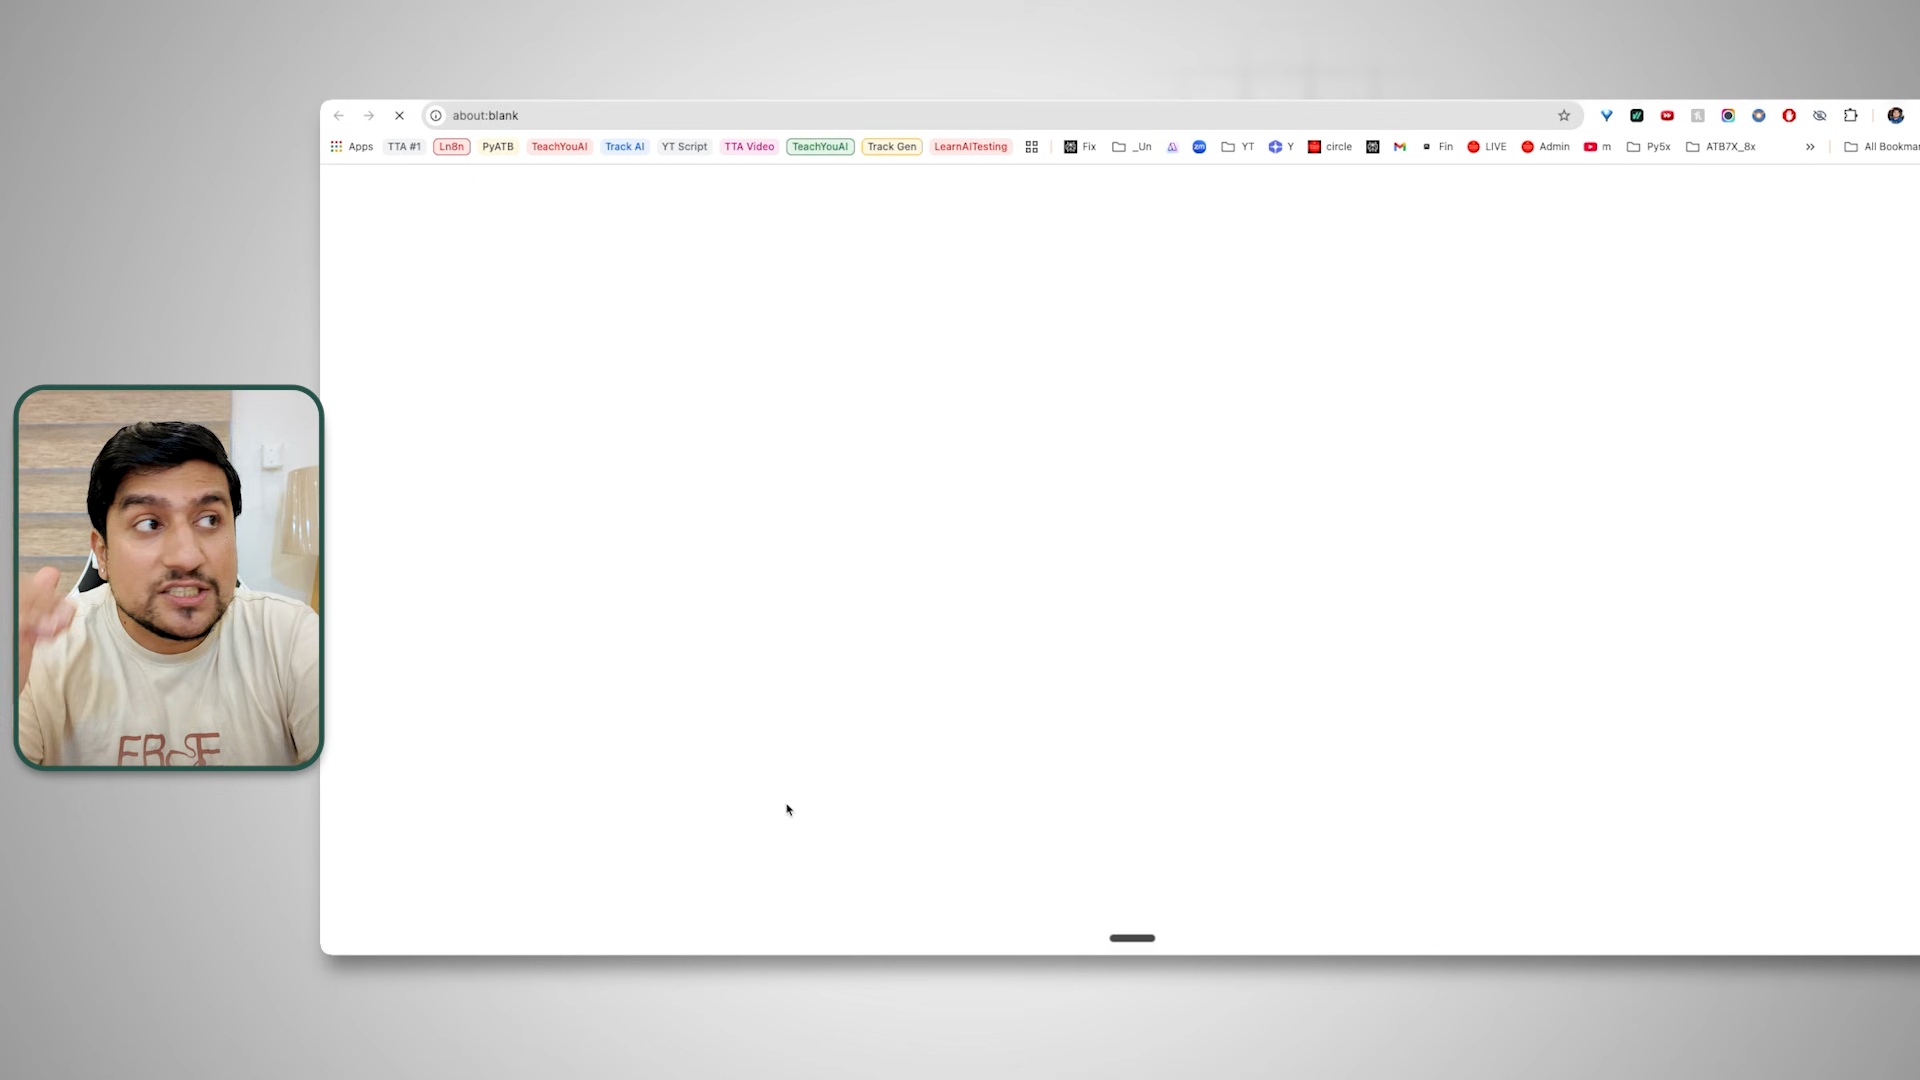 about:blank
Apps TTA #1 Ln8n PyATB TeachYouAI Track AI YT Script TTA Video TeachYouAI Track Gen LearnAITesting Fix _Un zm YT Y circle Fin LIVE Admin m Py5x ATB7X_8x All Bookmar